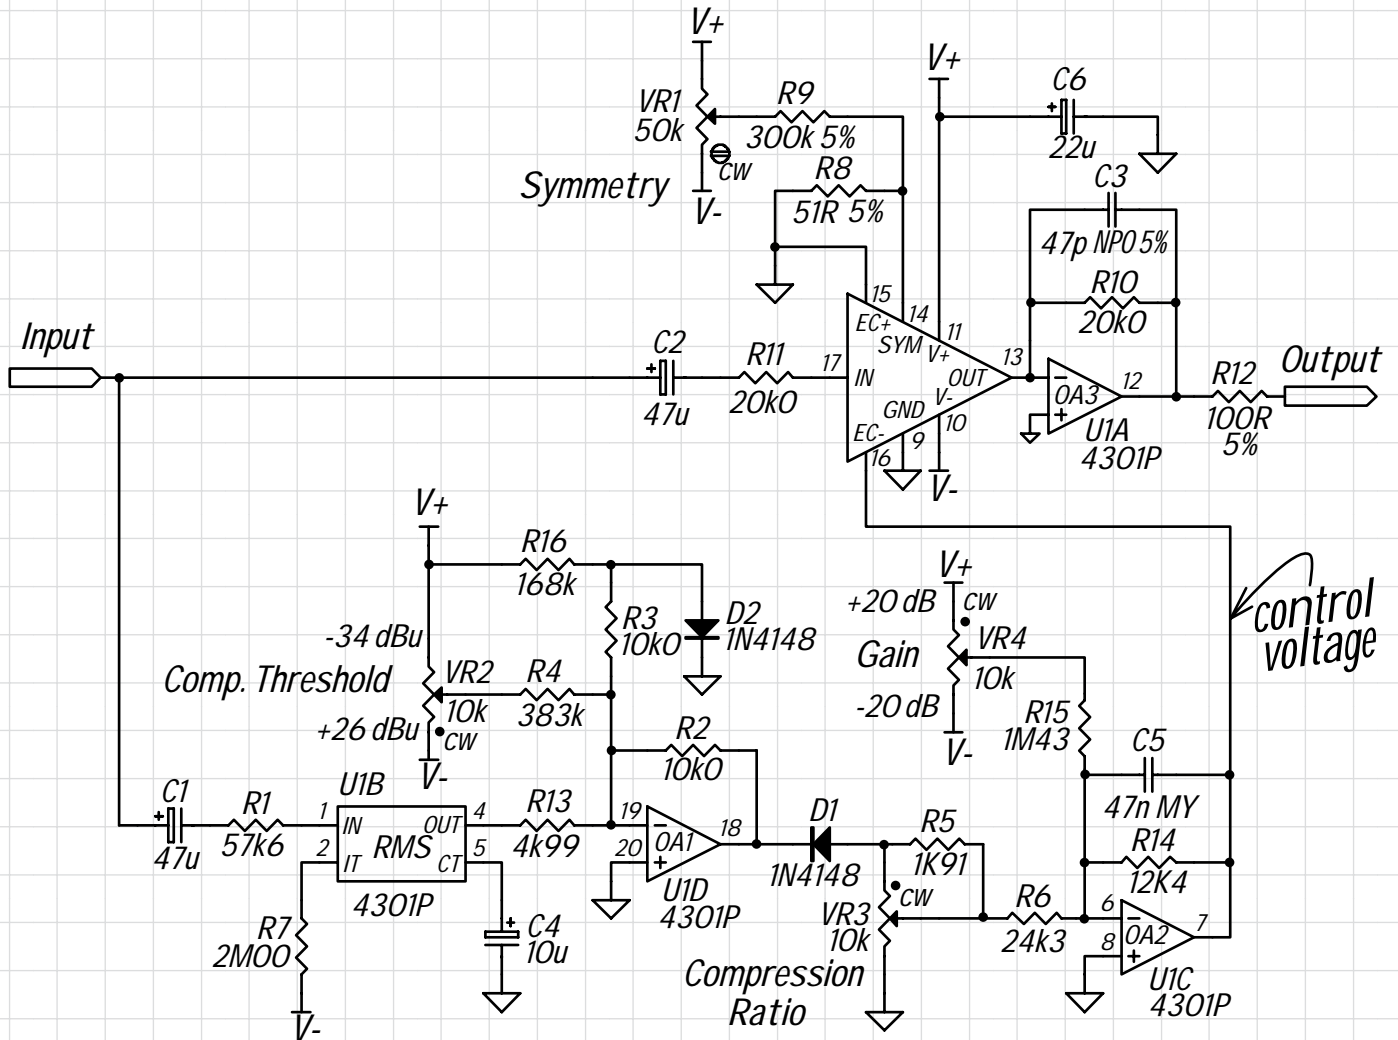 V+
VR1
50k
CW
V-
Symmetry
R9
300k 5%
R8
51R 5%
V+
C6
+
22u
C3
47p NPO 5%
R10
20k0
Input
C2
+
47u
R11
20k0
15
14
11
EC+
SYM
V+
17
IN
OUT
13
V-
GND
10
EC-
9
16
V-
−
OA3
+
12
U1A
4301P
R12
100R
5%
Output
V+
R16
168k
R3
10k0
D2
1N4148
-34 dBu
Comp. Threshold
VR2
10k
+26 dBu
CW
V-
R4
383k
R2
10k0
V+
+20 dB
CW
Gain
VR4
10k
-20 dB
V-
R15
1M43
control
voltage
C5
47n MY
C1
+
47u
R1
57k6
U1B
1
IN
OUT
4
RMS
2
IT
CT
5
4301P
R7
2M00
V-
+
C4
10u
R13
4k99
19
−
OA1
20
+
18
U1D
4301P
D1
1N4148
R5
1K91
CW
VR3
10k
Compression
Ratio
R6
24k3
R14
12K4
6
−
OA2
7
8
+
U1C
4301P